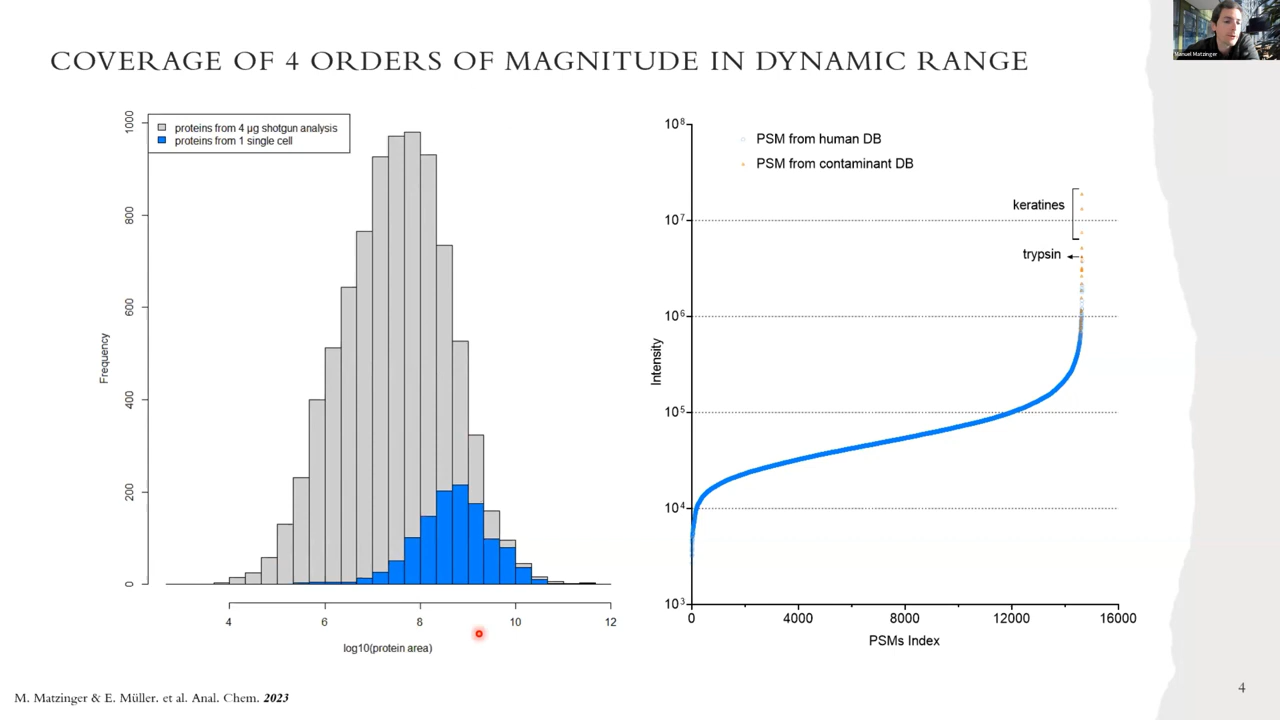 COVERAGE OF 4 ORDERS OF MAGNITUDE IN DYNAMIC RANGE
Manuel Matzinger
proteins from 4 µg shotgun analysis
proteins from 1 single cell
Frequency
0
200
400
600
800
1000
4
6
8
10
12
log10(protein area)
PSM from human DB
PSM from contaminant DB
keratines
trypsin
Intensity
10⁸
10⁷
10⁶
10⁵
10⁴
10³
0
4000
8000
12000
16000
PSMs Index
M. Matzinger & E. Müller. et al. Anal. Chem. 2023
4